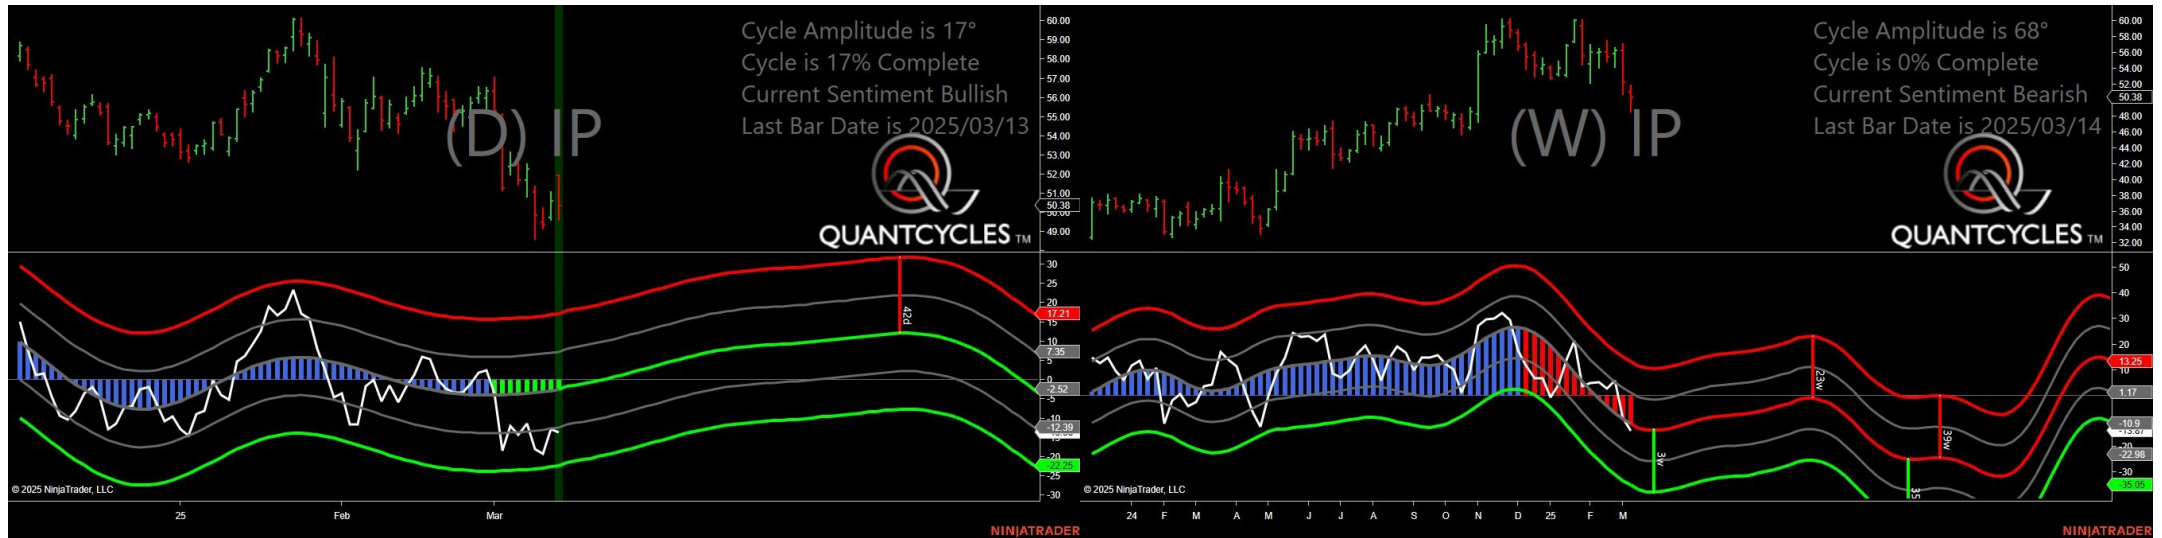 Cycle Amplitude is 17°
Cycle is 17% Complete
Current Sentiment Bullish
Last Bar Date is 2025/03/13
(D) IP
QUANTCYCLES TM
60.00
59.00
58.00
57.00
56.00
55.00
54.00
53.00
52.00
51.00
50.38
50.00
49.00
30
25
20
17.21
15
10
7.35
0
-2.52
-5
-10
-12.39
-20
-22.25
-25
-30
42d
© 2025 NinjaTrader, LLC
25
Feb
Mar
NINJATRADER
Cycle Amplitude is 68°
Cycle is 0% Complete
Current Sentiment Bearish
Last Bar Date is 2025/03/14
(W) IP
QUANTCYCLES TM
60.00
58.00
56.00
54.00
52.00
50.38
48.00
46.00
44.00
42.00
40.00
38.00
36.00
34.00
32.00
50
40
30
20
13.25
10
1.17
-10.9
-13.87
-20
-22.98
-30
-35.05
3w
23w
39w
35
© 2025 NinjaTrader, LLC
24
F
M
A
M
J
J
A
S
O
N
D
25
F
M
NINJATRADER